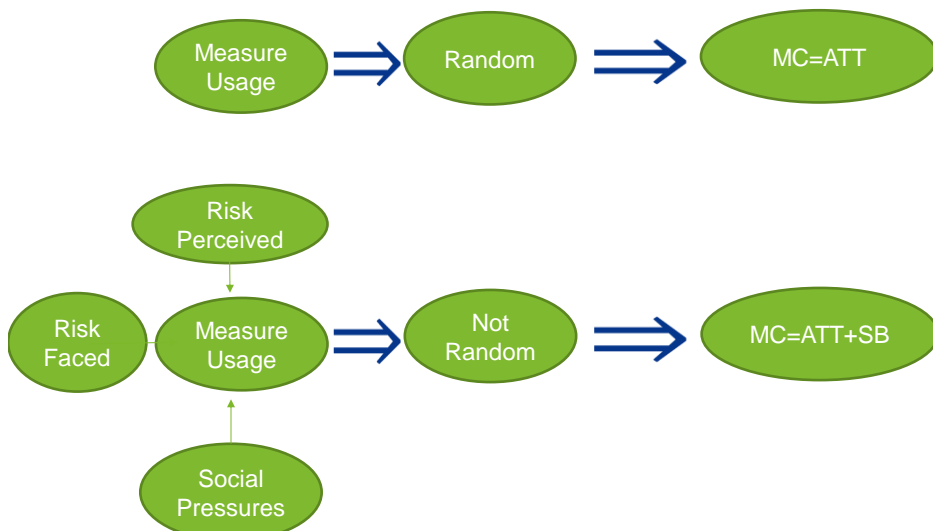 Measure
Usage
Random
MC=ATT
Risk
Perceived
Risk
Faced
Measure
Usage
Not
Random
MC=ATT+SB
Social
Pressures